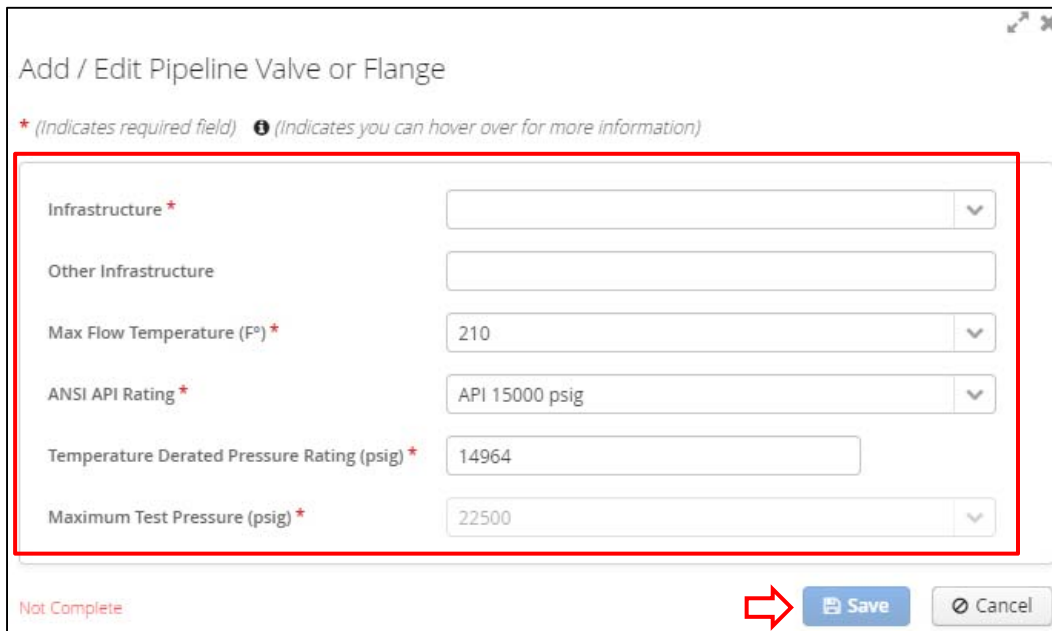 Add / Edit Pipeline Valve or Flange
* (Indicates required field) (Indicates you can hover over for more information)
Infrastructure *
Other Infrastructure
Max Flow Temperature (Fº) * 210
ANSI API Rating * API 15000 psig
Temperature Derated Pressure Rating (psig) * 14964
Maximum Test Pressure (psig) * 22500
Not Complete Save Cancel